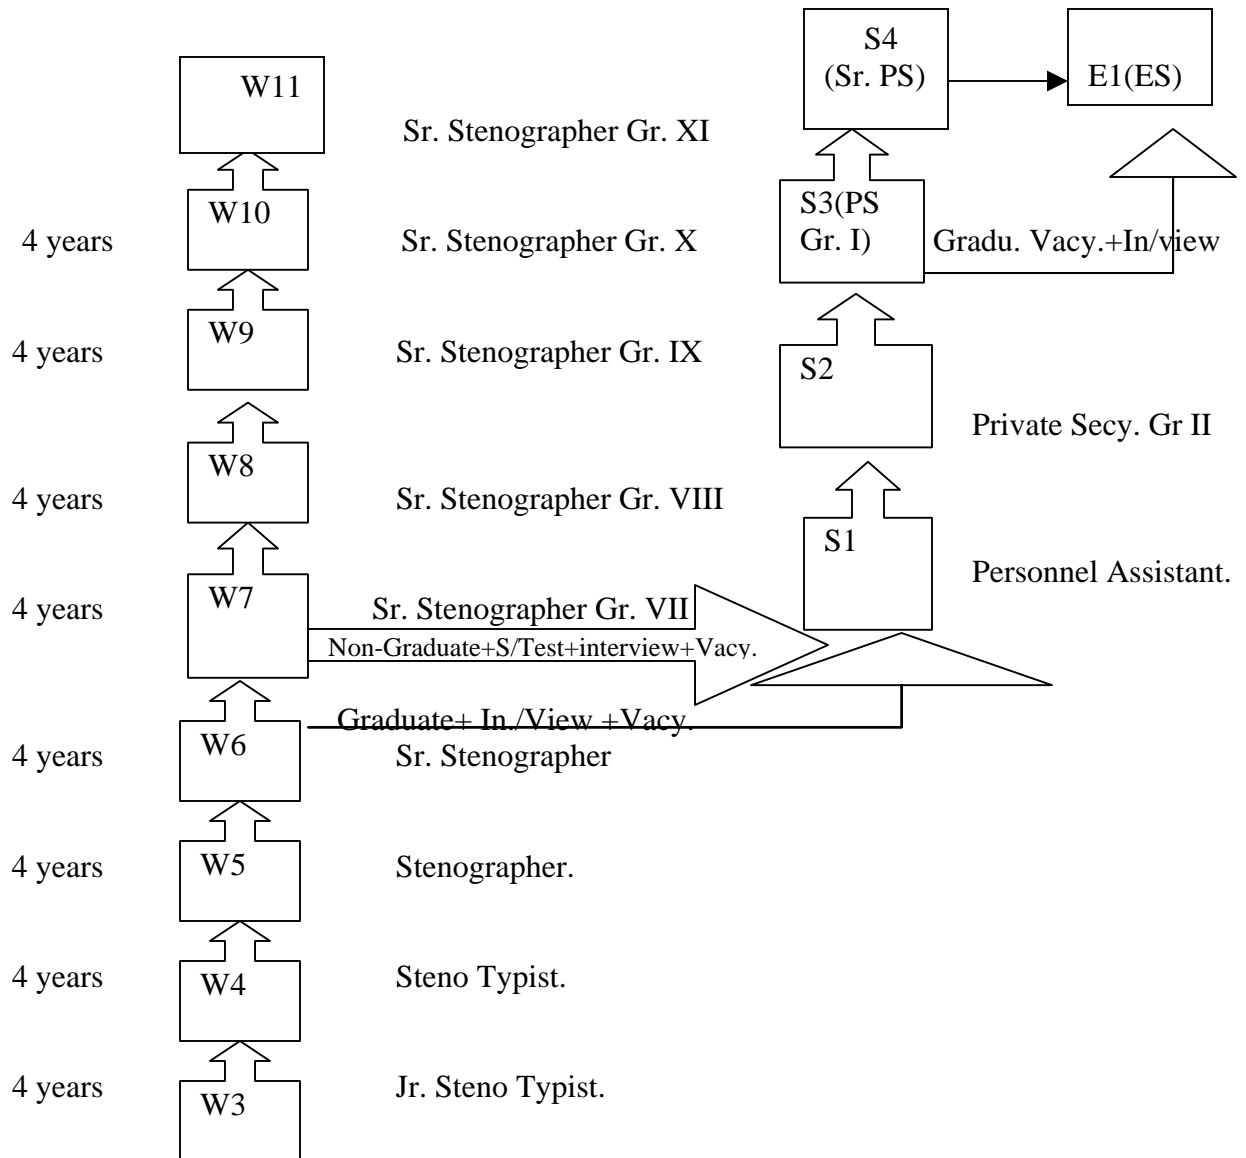 S4
(Sr. PS)
E1(ES)
W11
Sr. Stenographer Gr. XI
W10
4 years
Sr. Stenographer Gr. X
S3(PS
Gr. I)
Gradu. Vacy.+In/view
W9
4 years
Sr. Stenographer Gr. IX
S2
Private Secy. Gr II
W8
4 years
Sr. Stenographer Gr. VIII
S1
Personnel Assistant.
W7
4 years
Sr. Stenographer Gr. VII
Non-Graduate+S/Test+interview+Vacy.
Graduate+ In./View +Vacy.
W6
4 years
Sr. Stenographer
W5
4 years
Stenographer.
W4
4 years
Steno Typist.
W3
4 years
Jr. Steno Typist.